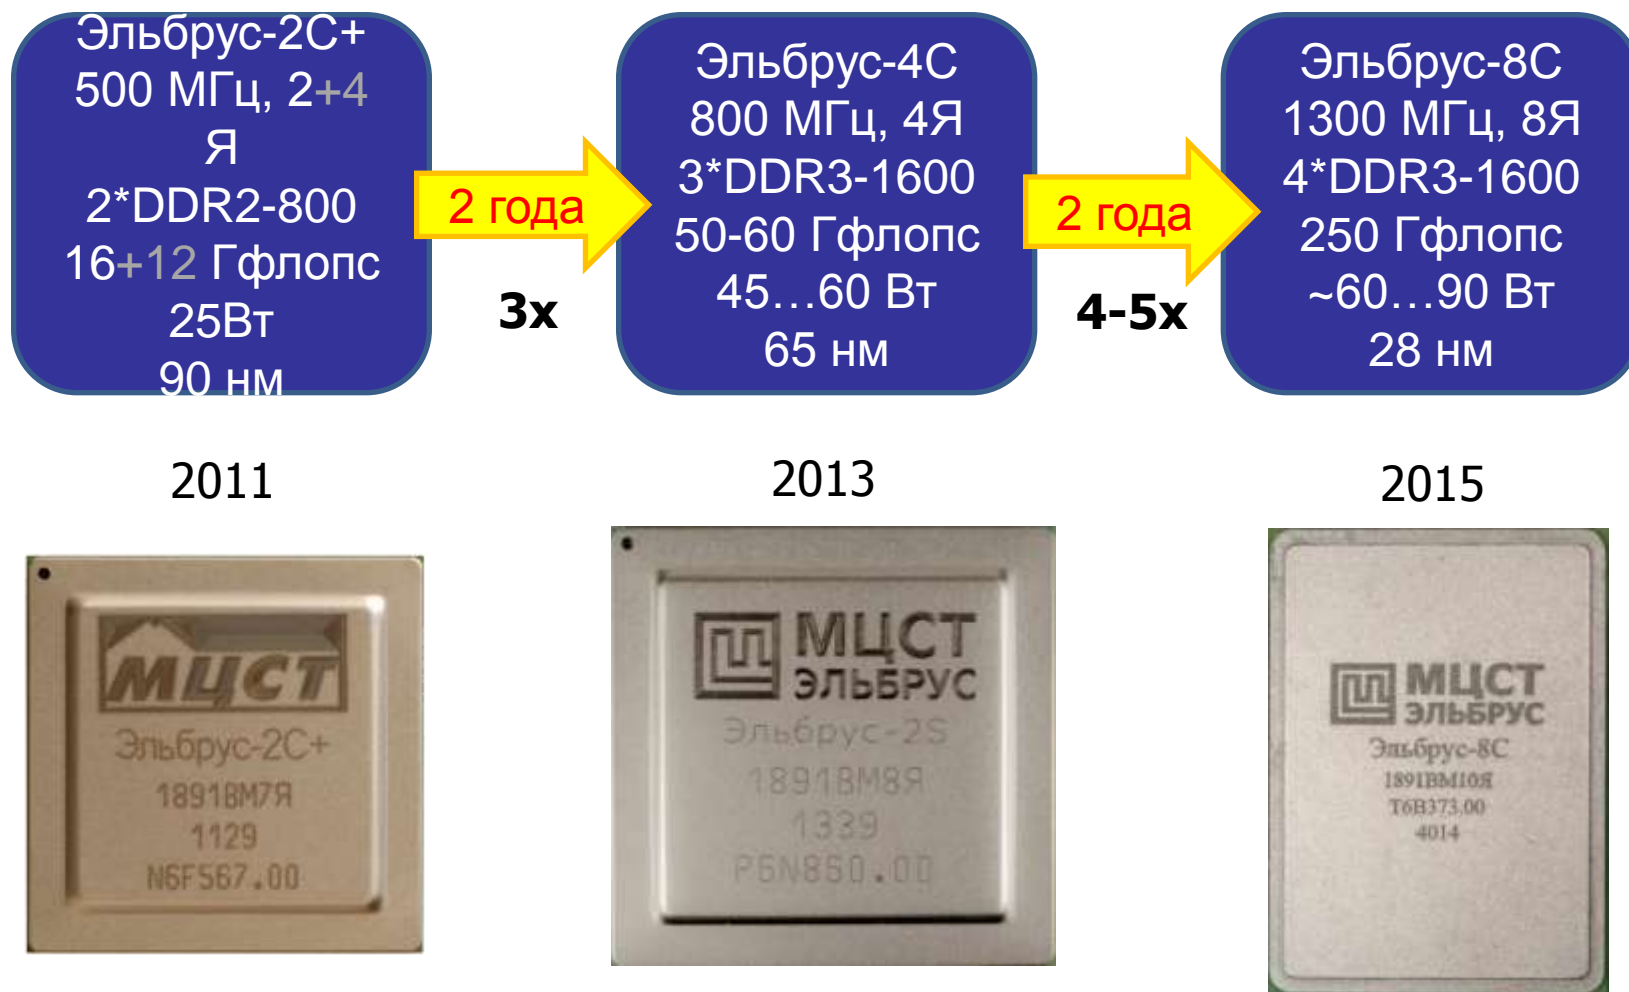 Эльбрус-2С+
500 МГц, 2+4
Я
2*DDR2-800
16+12 Гфлопс
25Вт
90 нм
2 года
3x
Эльбрус-4С
800 МГц, 4Я
3*DDR3-1600
50-60 Гфлопс
45...60 Вт
65 нм
2 года
4-5x
Эльбрус-8С
1300 МГц, 8Я
4*DDR3-1600
250 Гфлопс
~60...90 Вт
28 нм
2011
2013
2015
МЦСТ
Эльбрус-2С+
1891ВМ7Я
1129
N6F567.00
МЦСТ
ЭЛЬБРУС
Эльбрус-2S
1891ВМ8Я
1339
P5N850.00
МЦСТ
ЭЛЬБРУС
Эльбрус-8С
1891ВМ10Я
T6B373.00
4014